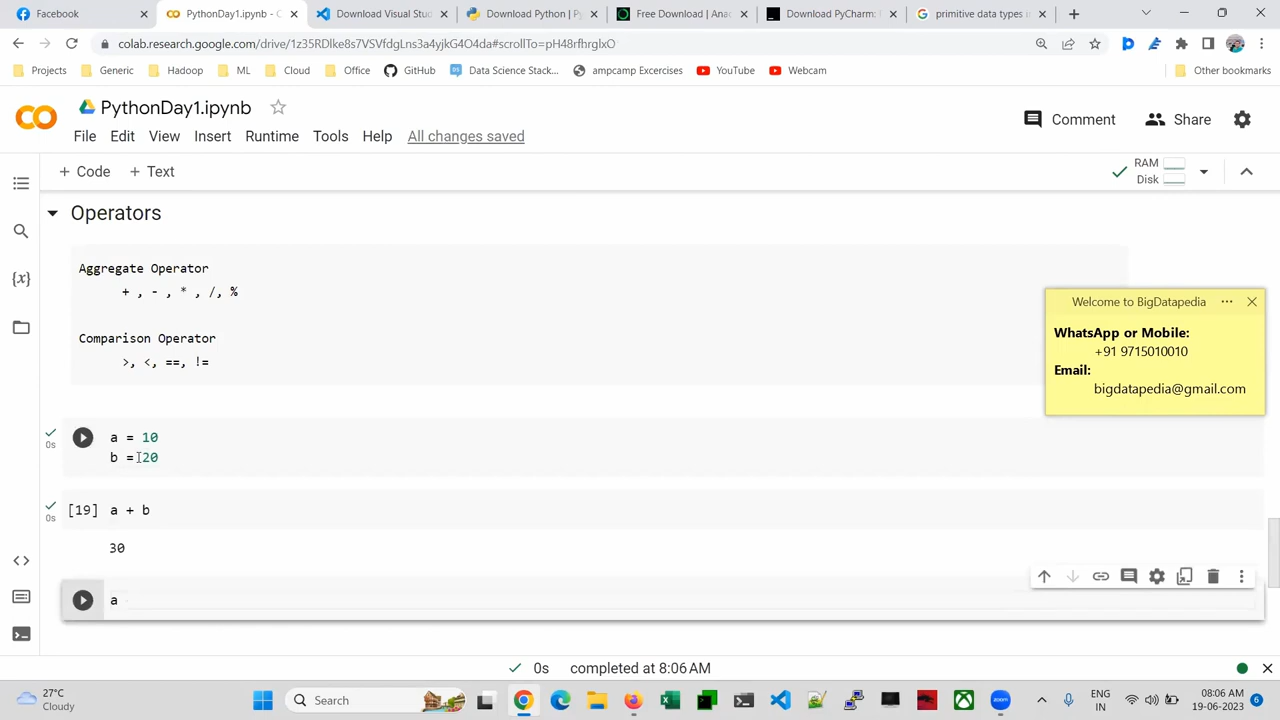 Facebook
PythonDay1.ipynb - C
Download Visual Stud
Download Python | Py
Free Download | Anac
Download PyCharm:
primitive data types i
colab.research.google.com/drive/1z35RDlke8s7VSVfdgLns3a4yjkG4O4da#scrollTo=pH48rfhrglxO
Projects
Generic
Hadoop
ML
Cloud
Office
GitHub
Data Science Stack...
ampcamp Excercises
YouTube
Webcam
Other bookmarks
PythonDay1.ipynb
Comment
Share
File Edit View Insert Runtime Tools Help All changes saved
+ Code + Text
RAM
Disk
Operators
Aggregate Operator
+ , - , * , /, %
Comparison Operator
>, <, ==, !=
Welcome to BigDatapedia
WhatsApp or Mobile:
+91 9715010010
Email:
bigdatapedia@gmail.com
0s
a = 10
b = 20
0s
[19] a + b
30
a
0s completed at 8:06 AM
27°C
Cloudy
Search
ENG
IN
08:06 AM
19-06-2023
6